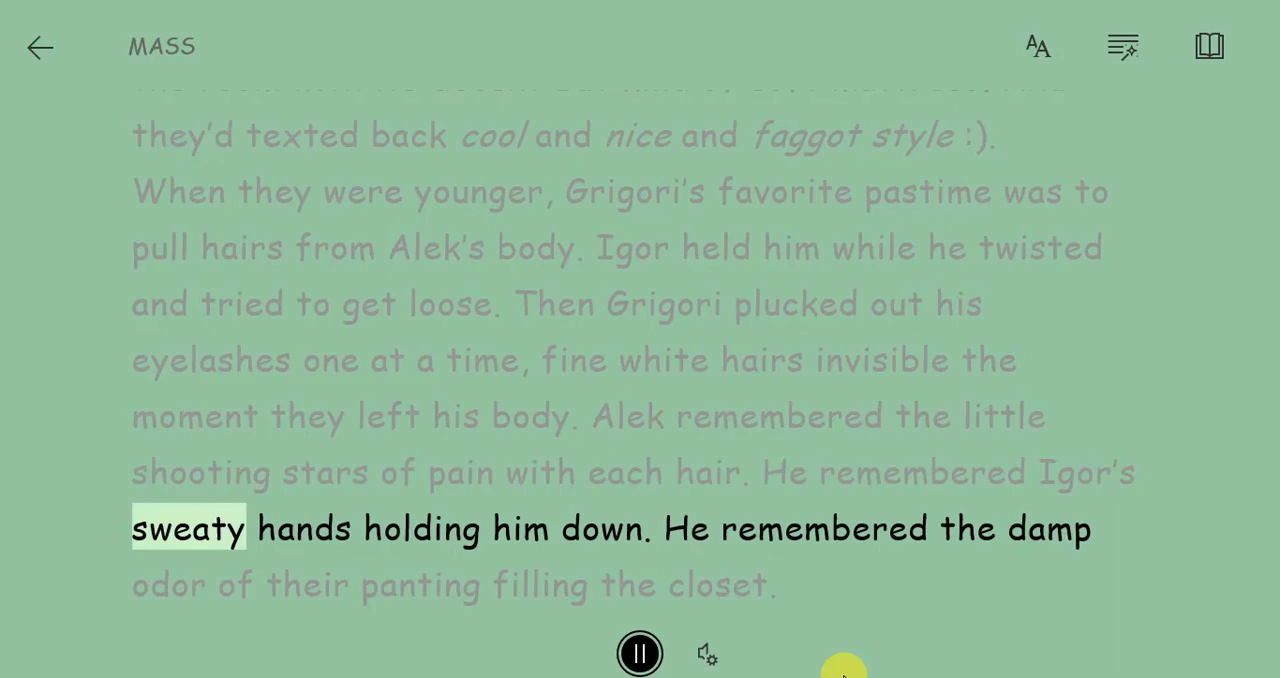 MASS
they'd texted back cool and nice and faggot style :).
When they were younger, Grigori's favorite pastime was to
pull hairs from Alek's body. Igor held him while he twisted
and tried to get loose. Then Grigori plucked out his
eyelashes one at a time, fine white hairs invisible the
moment they left his body. Alek remembered the little
shooting stars of pain with each hair. He remembered Igor's
sweaty hands holding him down. He remembered the damp
odor of their panting filling the closet.